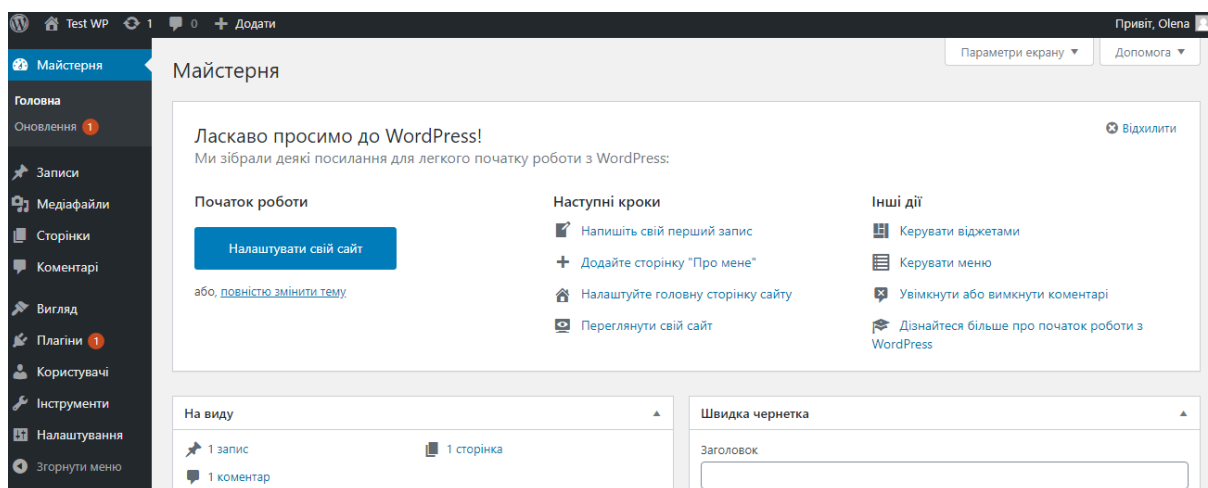 Test WP 1 0 Додати
Привіт, Olena
Майстерня
Головна
Оновлення 1
Записи
Медіафайли
Сторінки
Коментарі
Вигляд
Плагіни 1
Користувачі
Інструменти
Налаштування
Згорнути меню
Параметри екрану
Допомога
Майстерня
Ласкаво просимо до WordPress!
Ми зібрали деякі посилання для легкого початку роботи з WordPress:
Відхилити
Початок роботи
Налаштувати свій сайт
або, повністю змінити тему
Наступні кроки
Напишіть свій перший запис
Додайте сторінку "Про мене"
Налаштуйте головну сторінку сайту
Переглянути свій сайт
Інші дії
Керувати віджетами
Керувати меню
Увімкнути або вимкнути коментарі
Дізнайтеся більше про початок роботи з
WordPress
На виду
1 запис
1 сторінка
1 коментар
Швидка чернетка
Заголовок